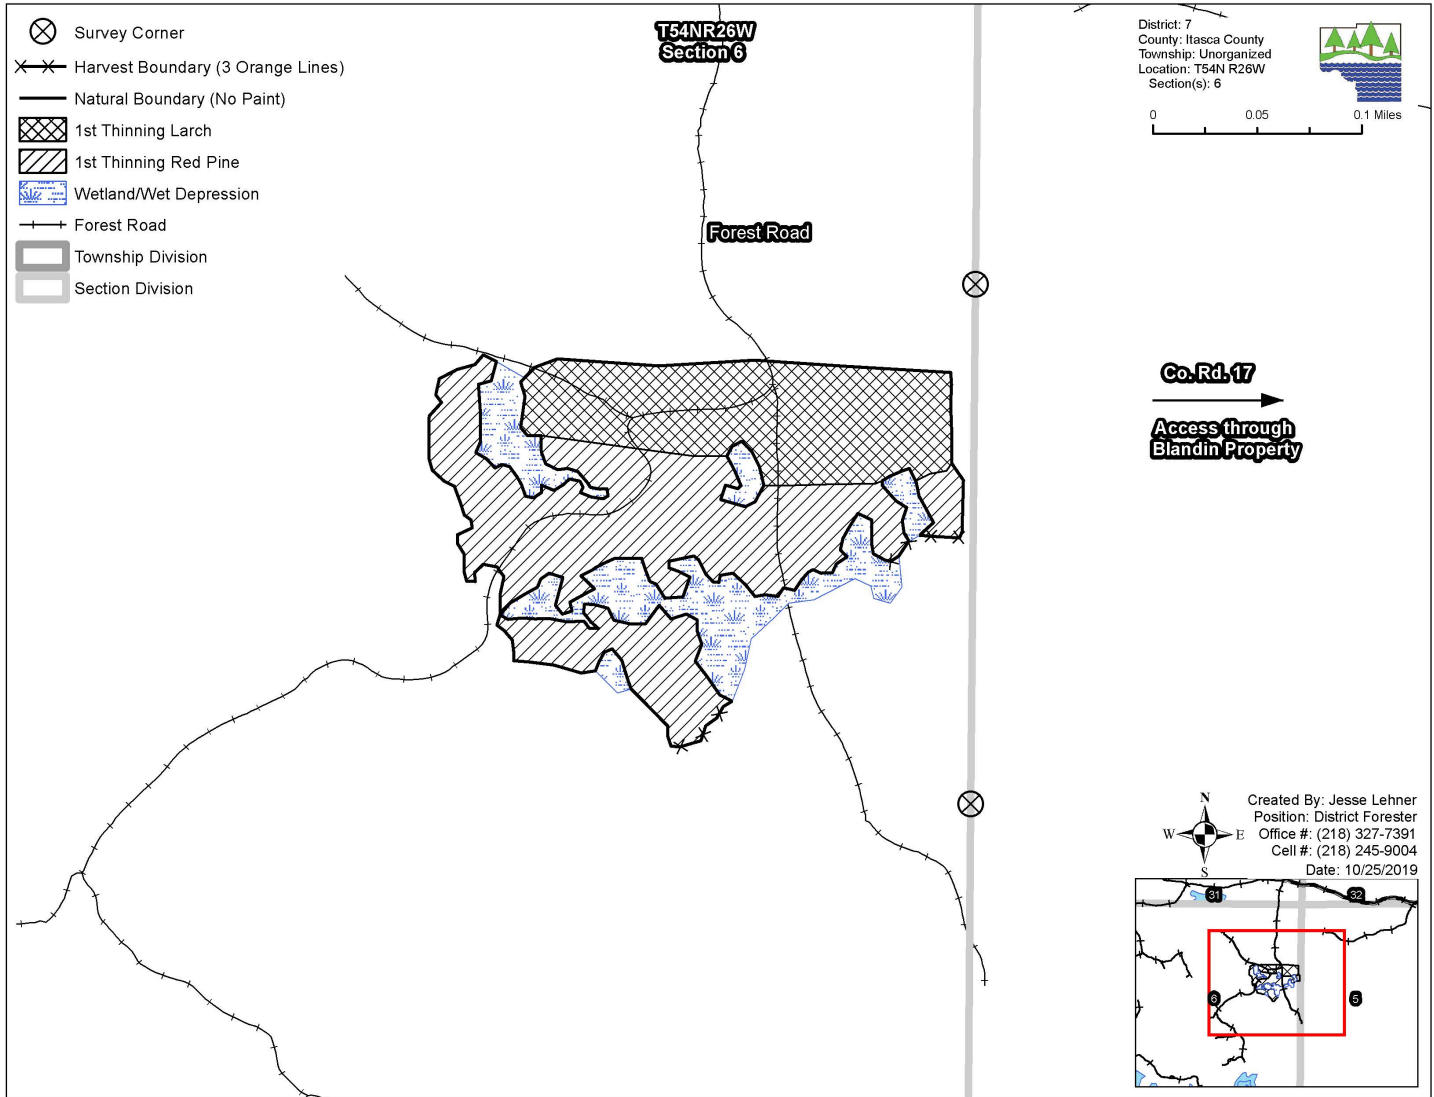 Survey Corner
Harvest Boundary (3 Orange Lines)
Natural Boundary (No Paint)
1st Thinning Larch
1st Thinning Red Pine
Wetland/Wet Depression
Forest Road
Township Division
Section Division
T54NR26W
Section 6
District: 7
County: Itasca County
Township: Unorganized
Location: T54N R26W
Section(s): 6
0 0.05 0.1 Miles
Forest Road
Co. Rd. 17
Access through
Blandin Property
N
W E
S
Created By: Jesse Lehner
Position: District Forester
Office #: (218) 327-7391
Cell #: (218) 245-9004
Date: 10/25/2019
31 32
6 5